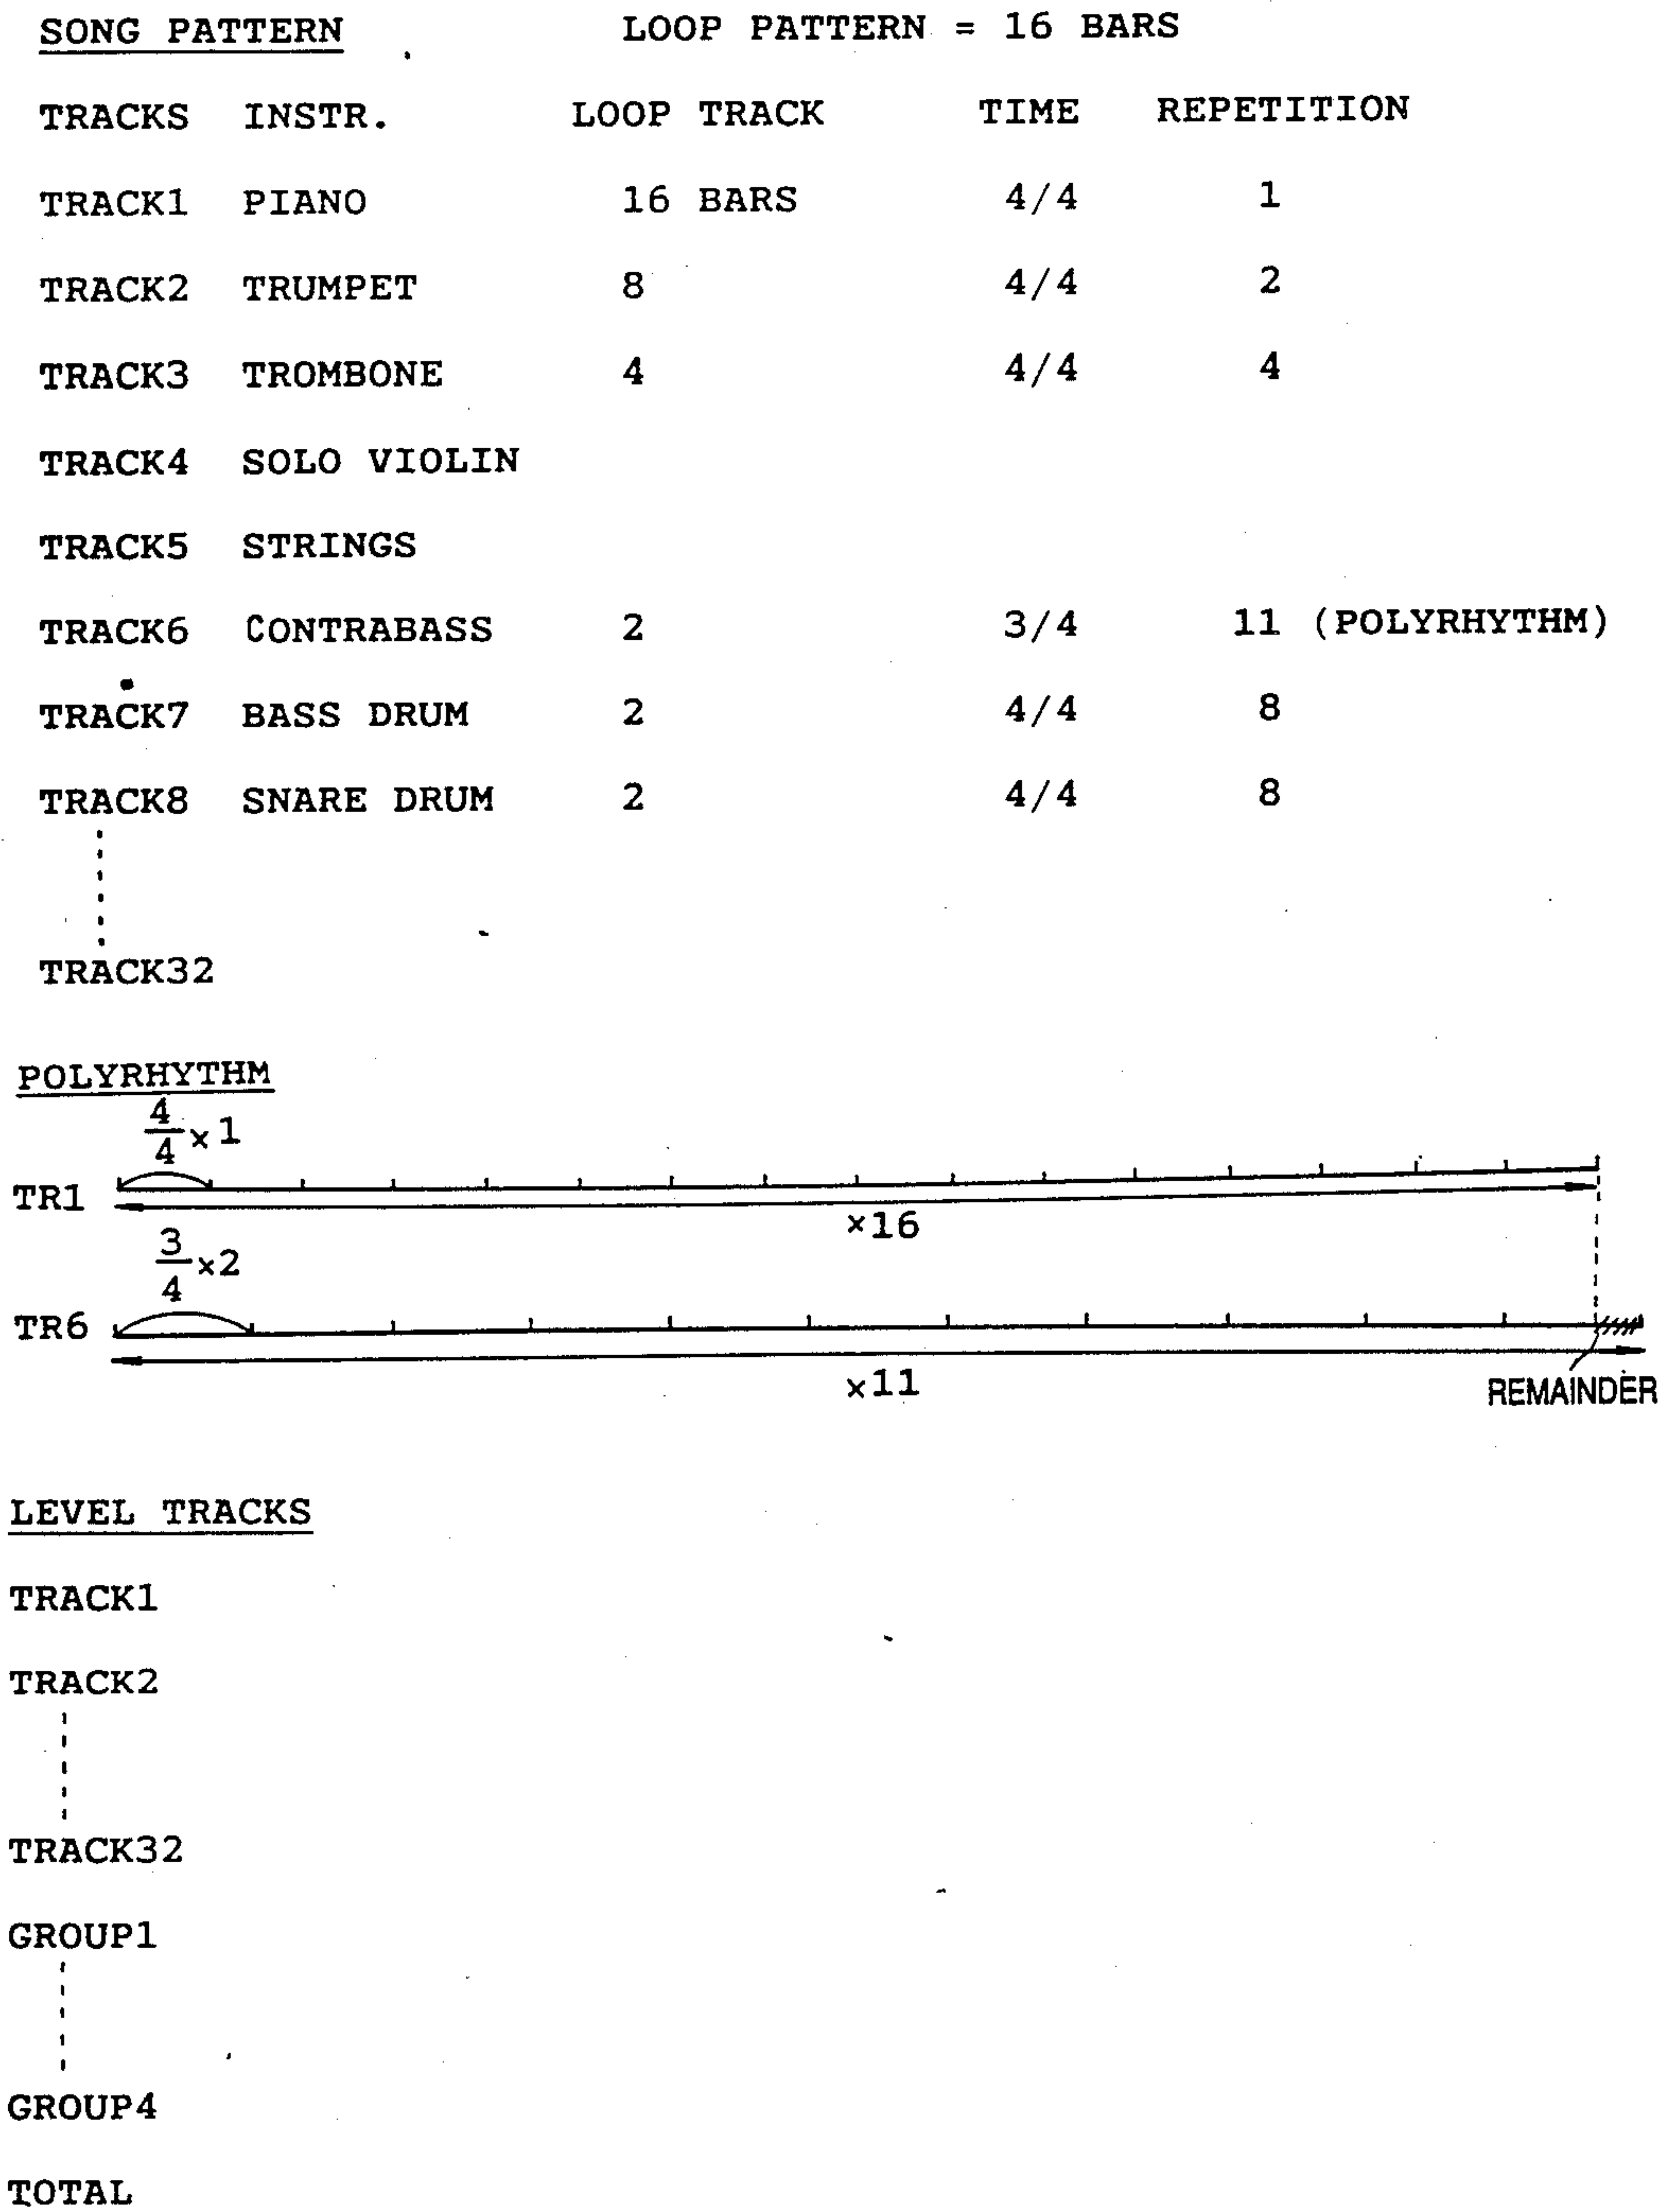 SONG PATTERN LOOP PATTERN = 16 BARS
TRACKS INSTR. LOOP TRACK TIME REPETITION
TRACK1 PIANO 16 BARS 4/4 1
TRACK2 TRUMPET 8 4/4 2
TRACK3 TROMBONE 4 4/4 4
TRACK4 SOLO VIOLIN
TRACK5 STRINGS
TRACK6 CONTRABASS 2 3/4 11 (POLYRHYTHM)
TRACK7 BASS DRUM 2 4/4 8
TRACK8 SNARE DRUM 2 4/4 8
TRACK32
POLYRHYTHM
4/4 ×1
TR1
×16
3/4 ×2
TR6
×11
REMAINDER
LEVEL TRACKS
TRACK1
TRACK2
TRACK32
GROUP1
GROUP4
TOTAL